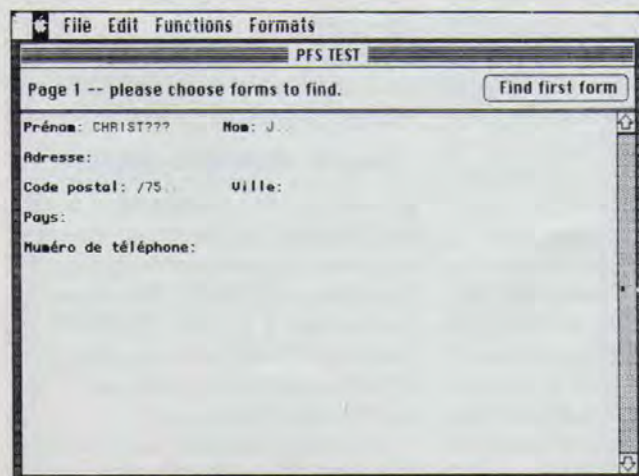 File Edit Functions Formats
PFS TEST
Page 1 -- please choose forms to find. Find first form
Prénom: CHRIST??? Nom: J..
Adresse:
Code postal: /75.. Ville:
Pays:
Numéro de téléphone: